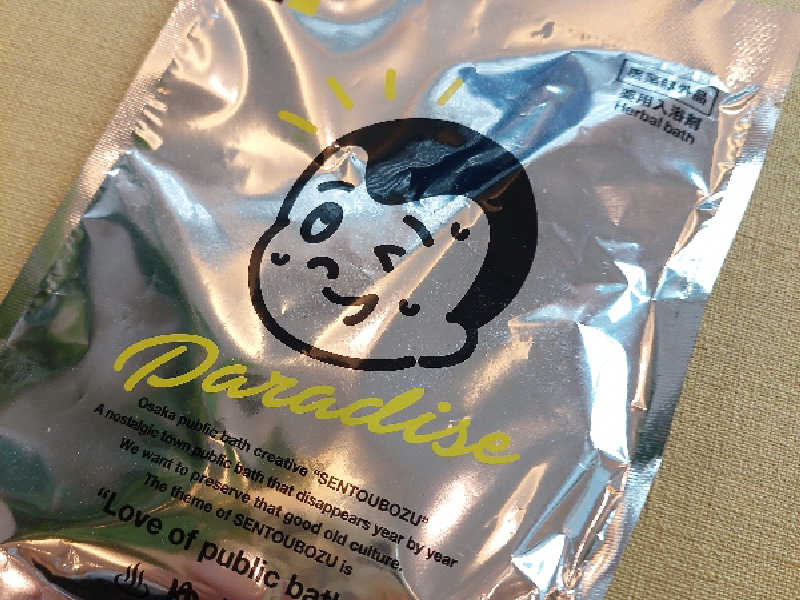 医薬部外品
薬用入浴剤
Herbal bath
Paradise
Osaka public bath creative "SENTOUBOZU"
A nostalgic town public bath that disappears year by year
We want to preserve that good old culture.
The theme of SENTOUBOZU is
"Love of public bath